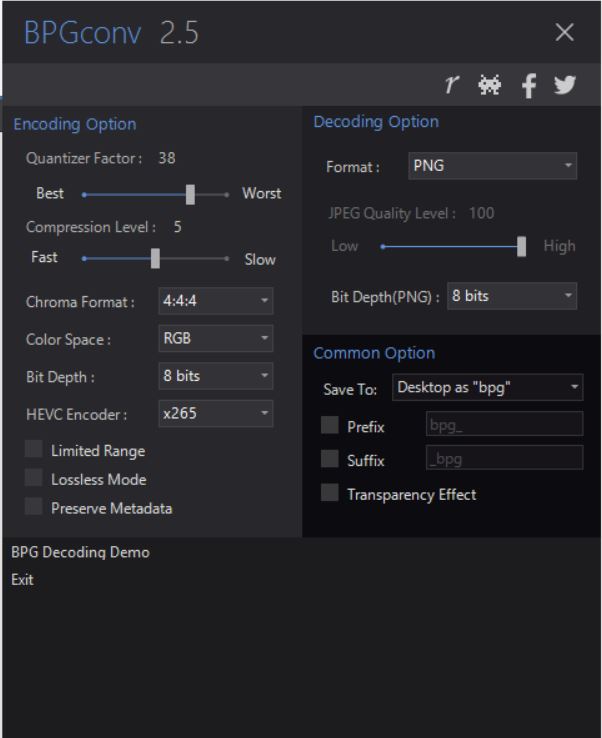 BPGconv 2.5
Encoding Option
Quantizer Factor : 38
Best Worst
Compression Level : 5
Fast Slow
Chroma Format : 4:4:4
Color Space : RGB
Bit Depth : 8 bits
HEVC Encoder : x265
Limited Range
Lossless Mode
Preserve Metadata
Decoding Option
Format : PNG
JPEG Quality Level : 100
Low High
Bit Depth(PNG) : 8 bits
Common Option
Save To: Desktop as "bpg"
Prefix bpg_
Suffix _bpg
Transparency Effect
BPG Decoding Demo
Exit